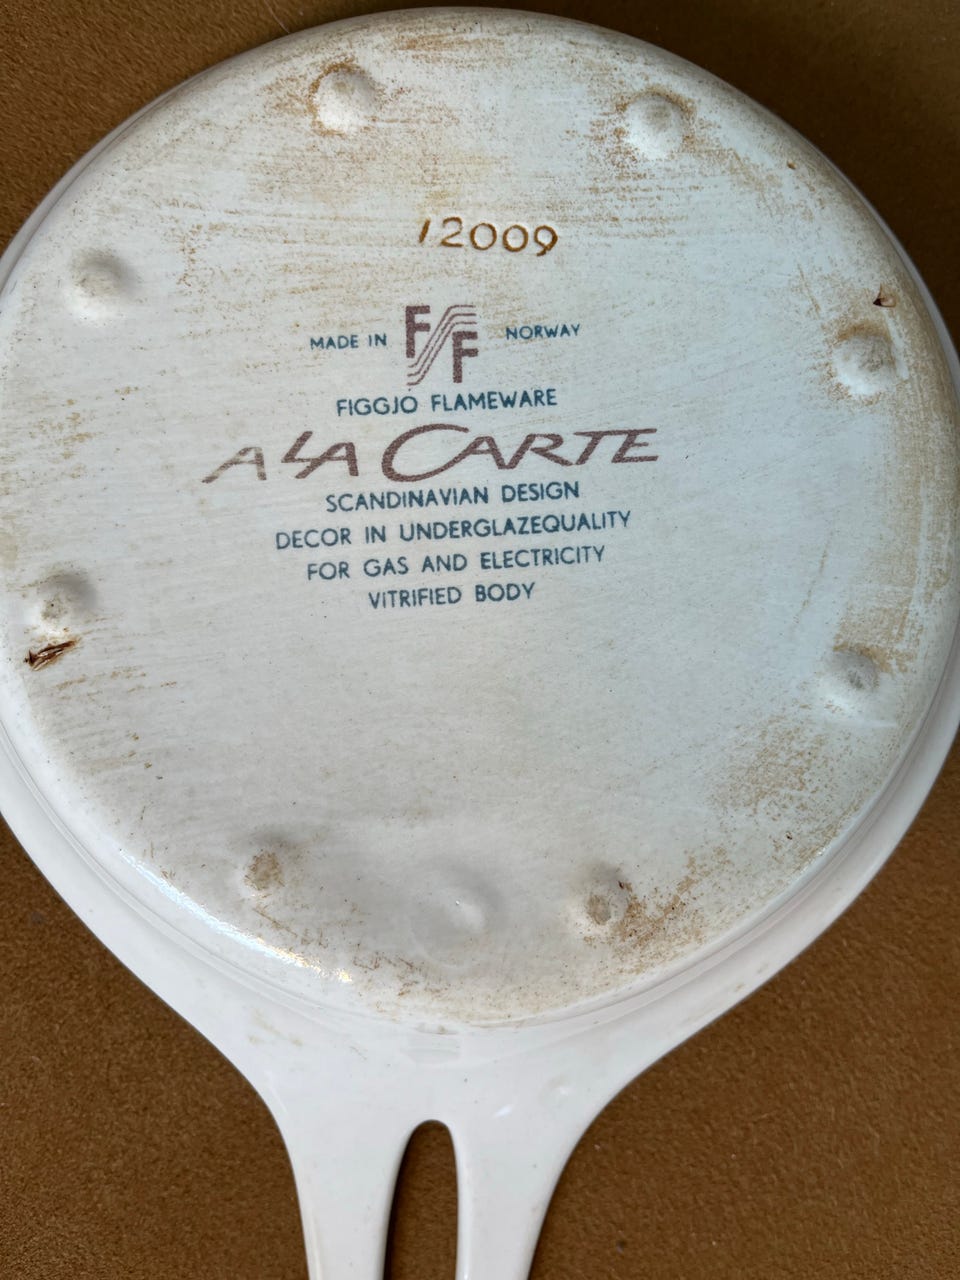 12009
MADE IN FF NORWAY
FIGGJO FLAMEWARE
A LA CARTE
SCANDINAVIAN DESIGN
DECOR IN UNDERGLAZEQUALITY
FOR GAS AND ELECTRICITY
VITRIFIED BODY